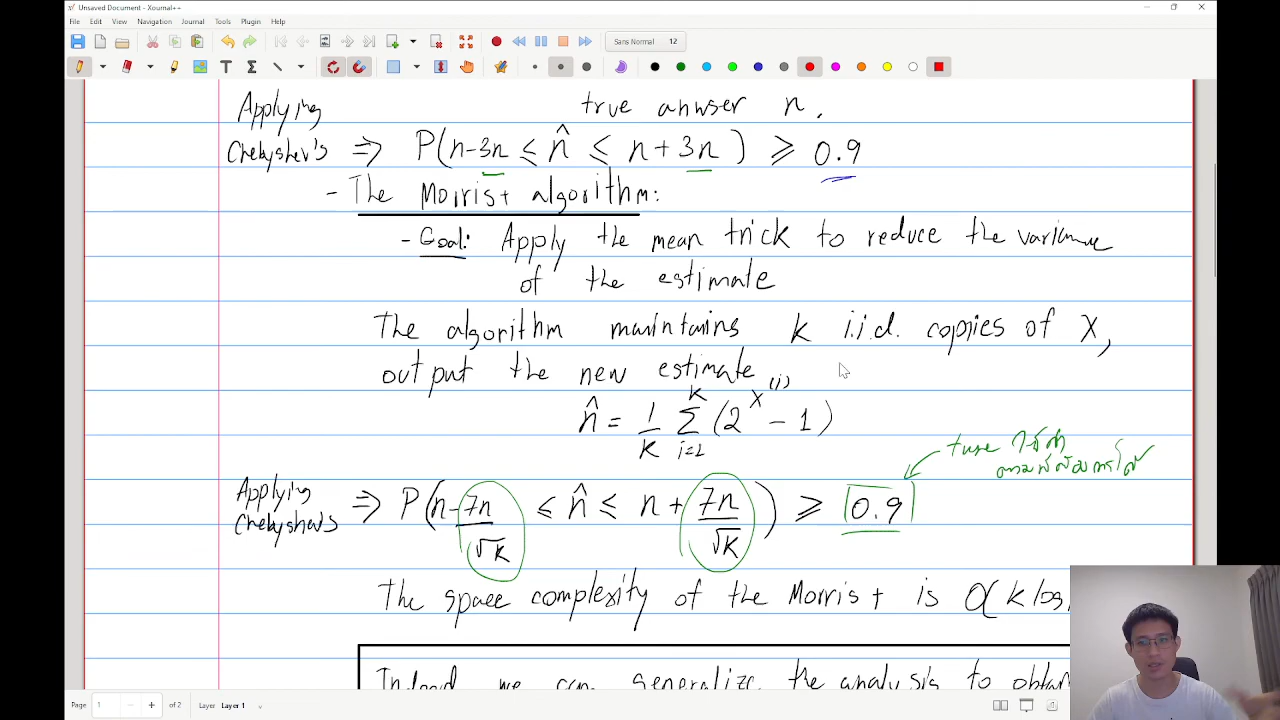 Unsaved Document - Xournal++
File Edit View Navigation Journal Tools Plugin Help
Sans Normal 12
Applying true anwser n.
Chebyshev's ⇒ P(n-3n ≤ n̂ ≤ n+3n) ≥ 0.9
- The Morris+ algorithm:
- Goal: Apply the mean trick to reduce the variance
of the estimate
The algorithm maintains k i.i.d. copies of X,
output the new estimate
n̂ = 1/K Σ_{i=1}^{K} (2^{X^{(i)}} - 1)
tune
Applying
Chebyshev's ⇒ P(n-7n/√K ≤ n̂ ≤ n+7n/√K) ≥ 0.9
The space complexity of the Morris+ is O(k log
we can generalize the analysis to obtai
Page 1 of 2 Layer Layer 1